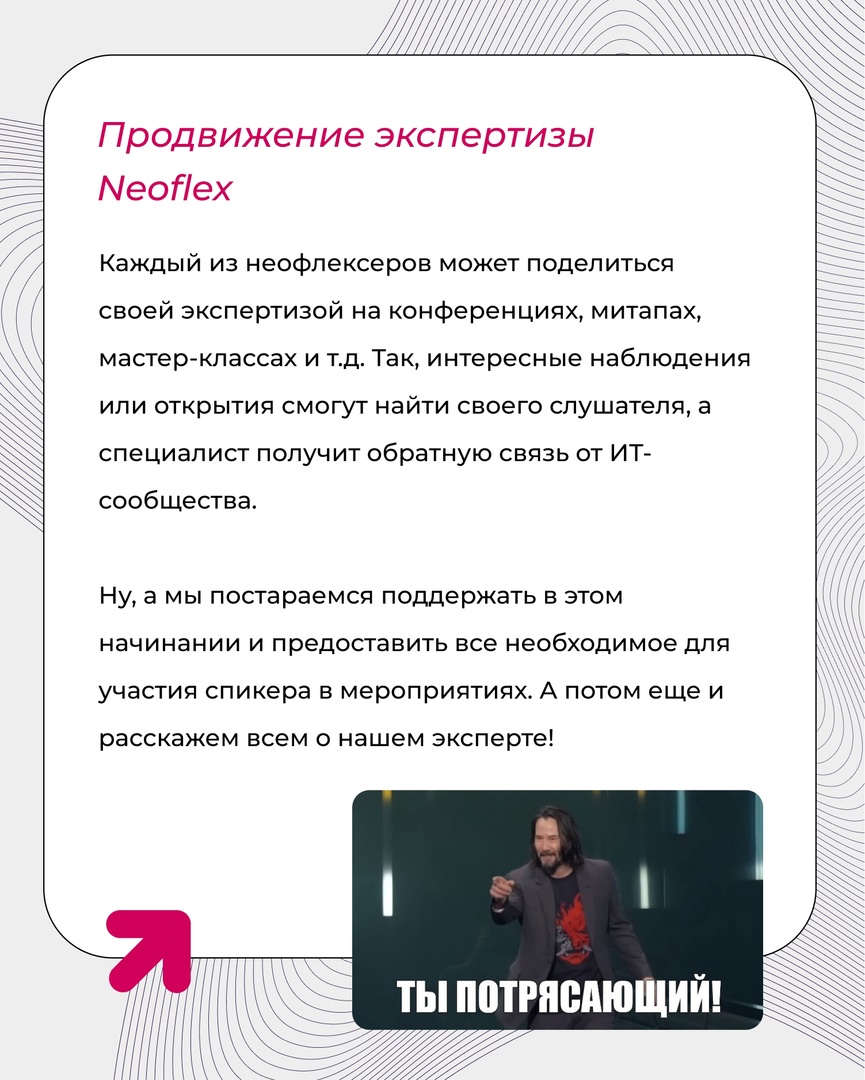 Продвижение экспертизы
Neoflex
Каждый из неофлексеров может поделиться
своей экспертизой на конференциях, митапах,
мастер-классах и т.д. Так, интересные наблюдения
или открытия смогут найти своего слушателя, а
специалист получит обратную связь от ИТ-
сообщества.
Ну, а мы постараемся поддержать в этом
начинании и предоставить все необходимое для
участия спикера в мероприятиях. А потом еще и
расскажем всем о нашем эксперте!
ТЫ ПОТРЯСАЮЩИЙ!